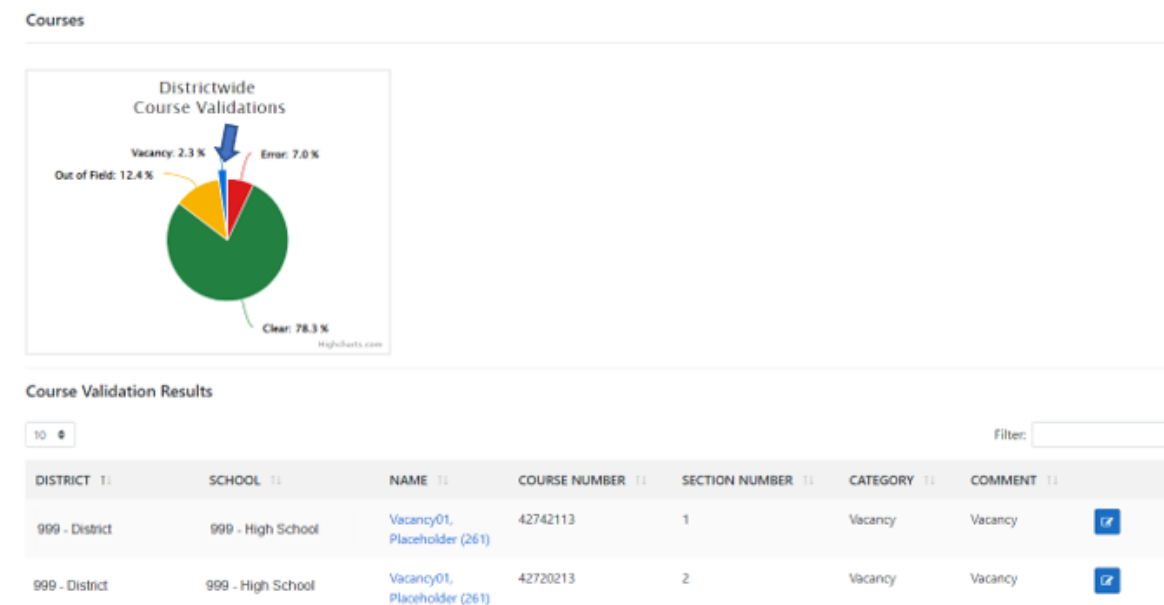 Courses
Districtwide
Course Validations
Vacancy: 2.3 %
Error: 7.0 %
Out of Field: 12.4 %
Clear: 78.3 %
Highcharts.com
Course Validation Results
10
Filter:
DISTRICT SCHOOL NAME COURSE NUMBER SECTION NUMBER CATEGORY COMMENT
999 - District 999 - High School Vacancy01, 42742113 1 Vacancy Vacancy
Placeholder (261)
999 - District 999 - High School Vacancy01, 42720213 2 Vacancy Vacancy
Placeholder (261)